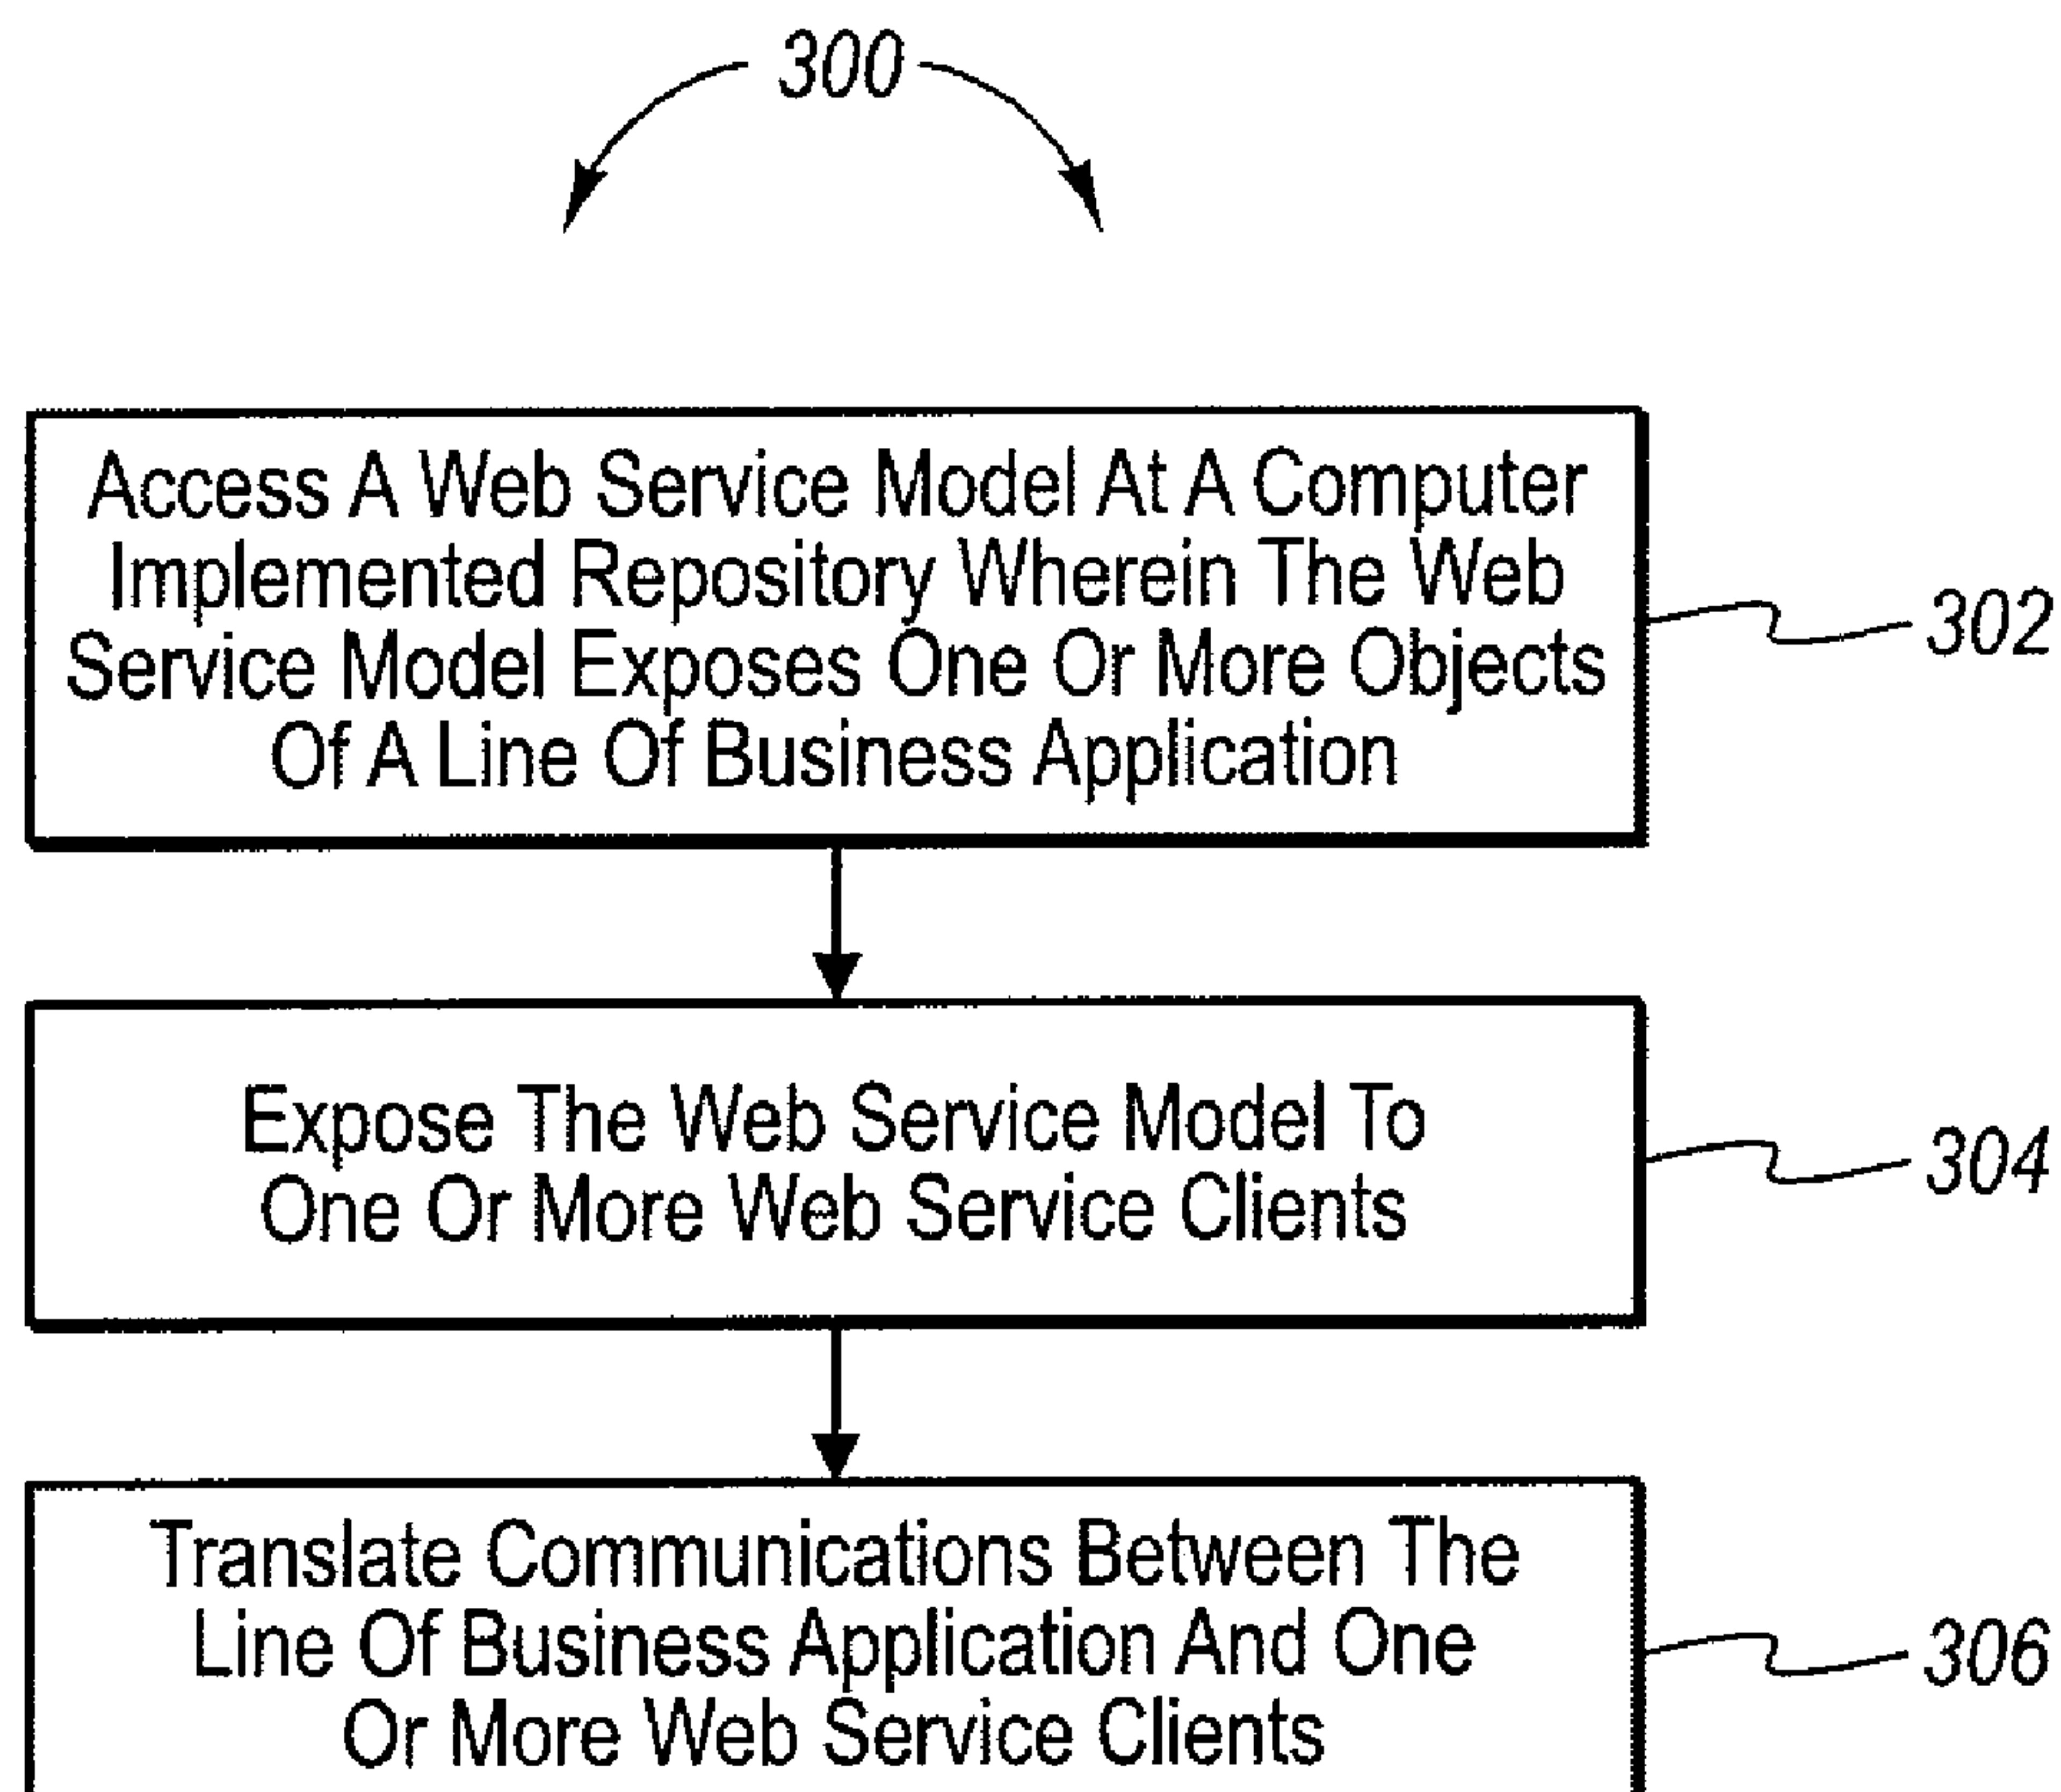 300
Access A Web Service Model At A Computer
Implemented Repository Wherein The Web
Service Model Exposes One Or More Objects
Of A Line Of Business Application
302
Expose The Web Service Model To
One Or More Web Service Clients
304
Translate Communications Between The
Line Of Business Application And One
Or More Web Service Clients
306